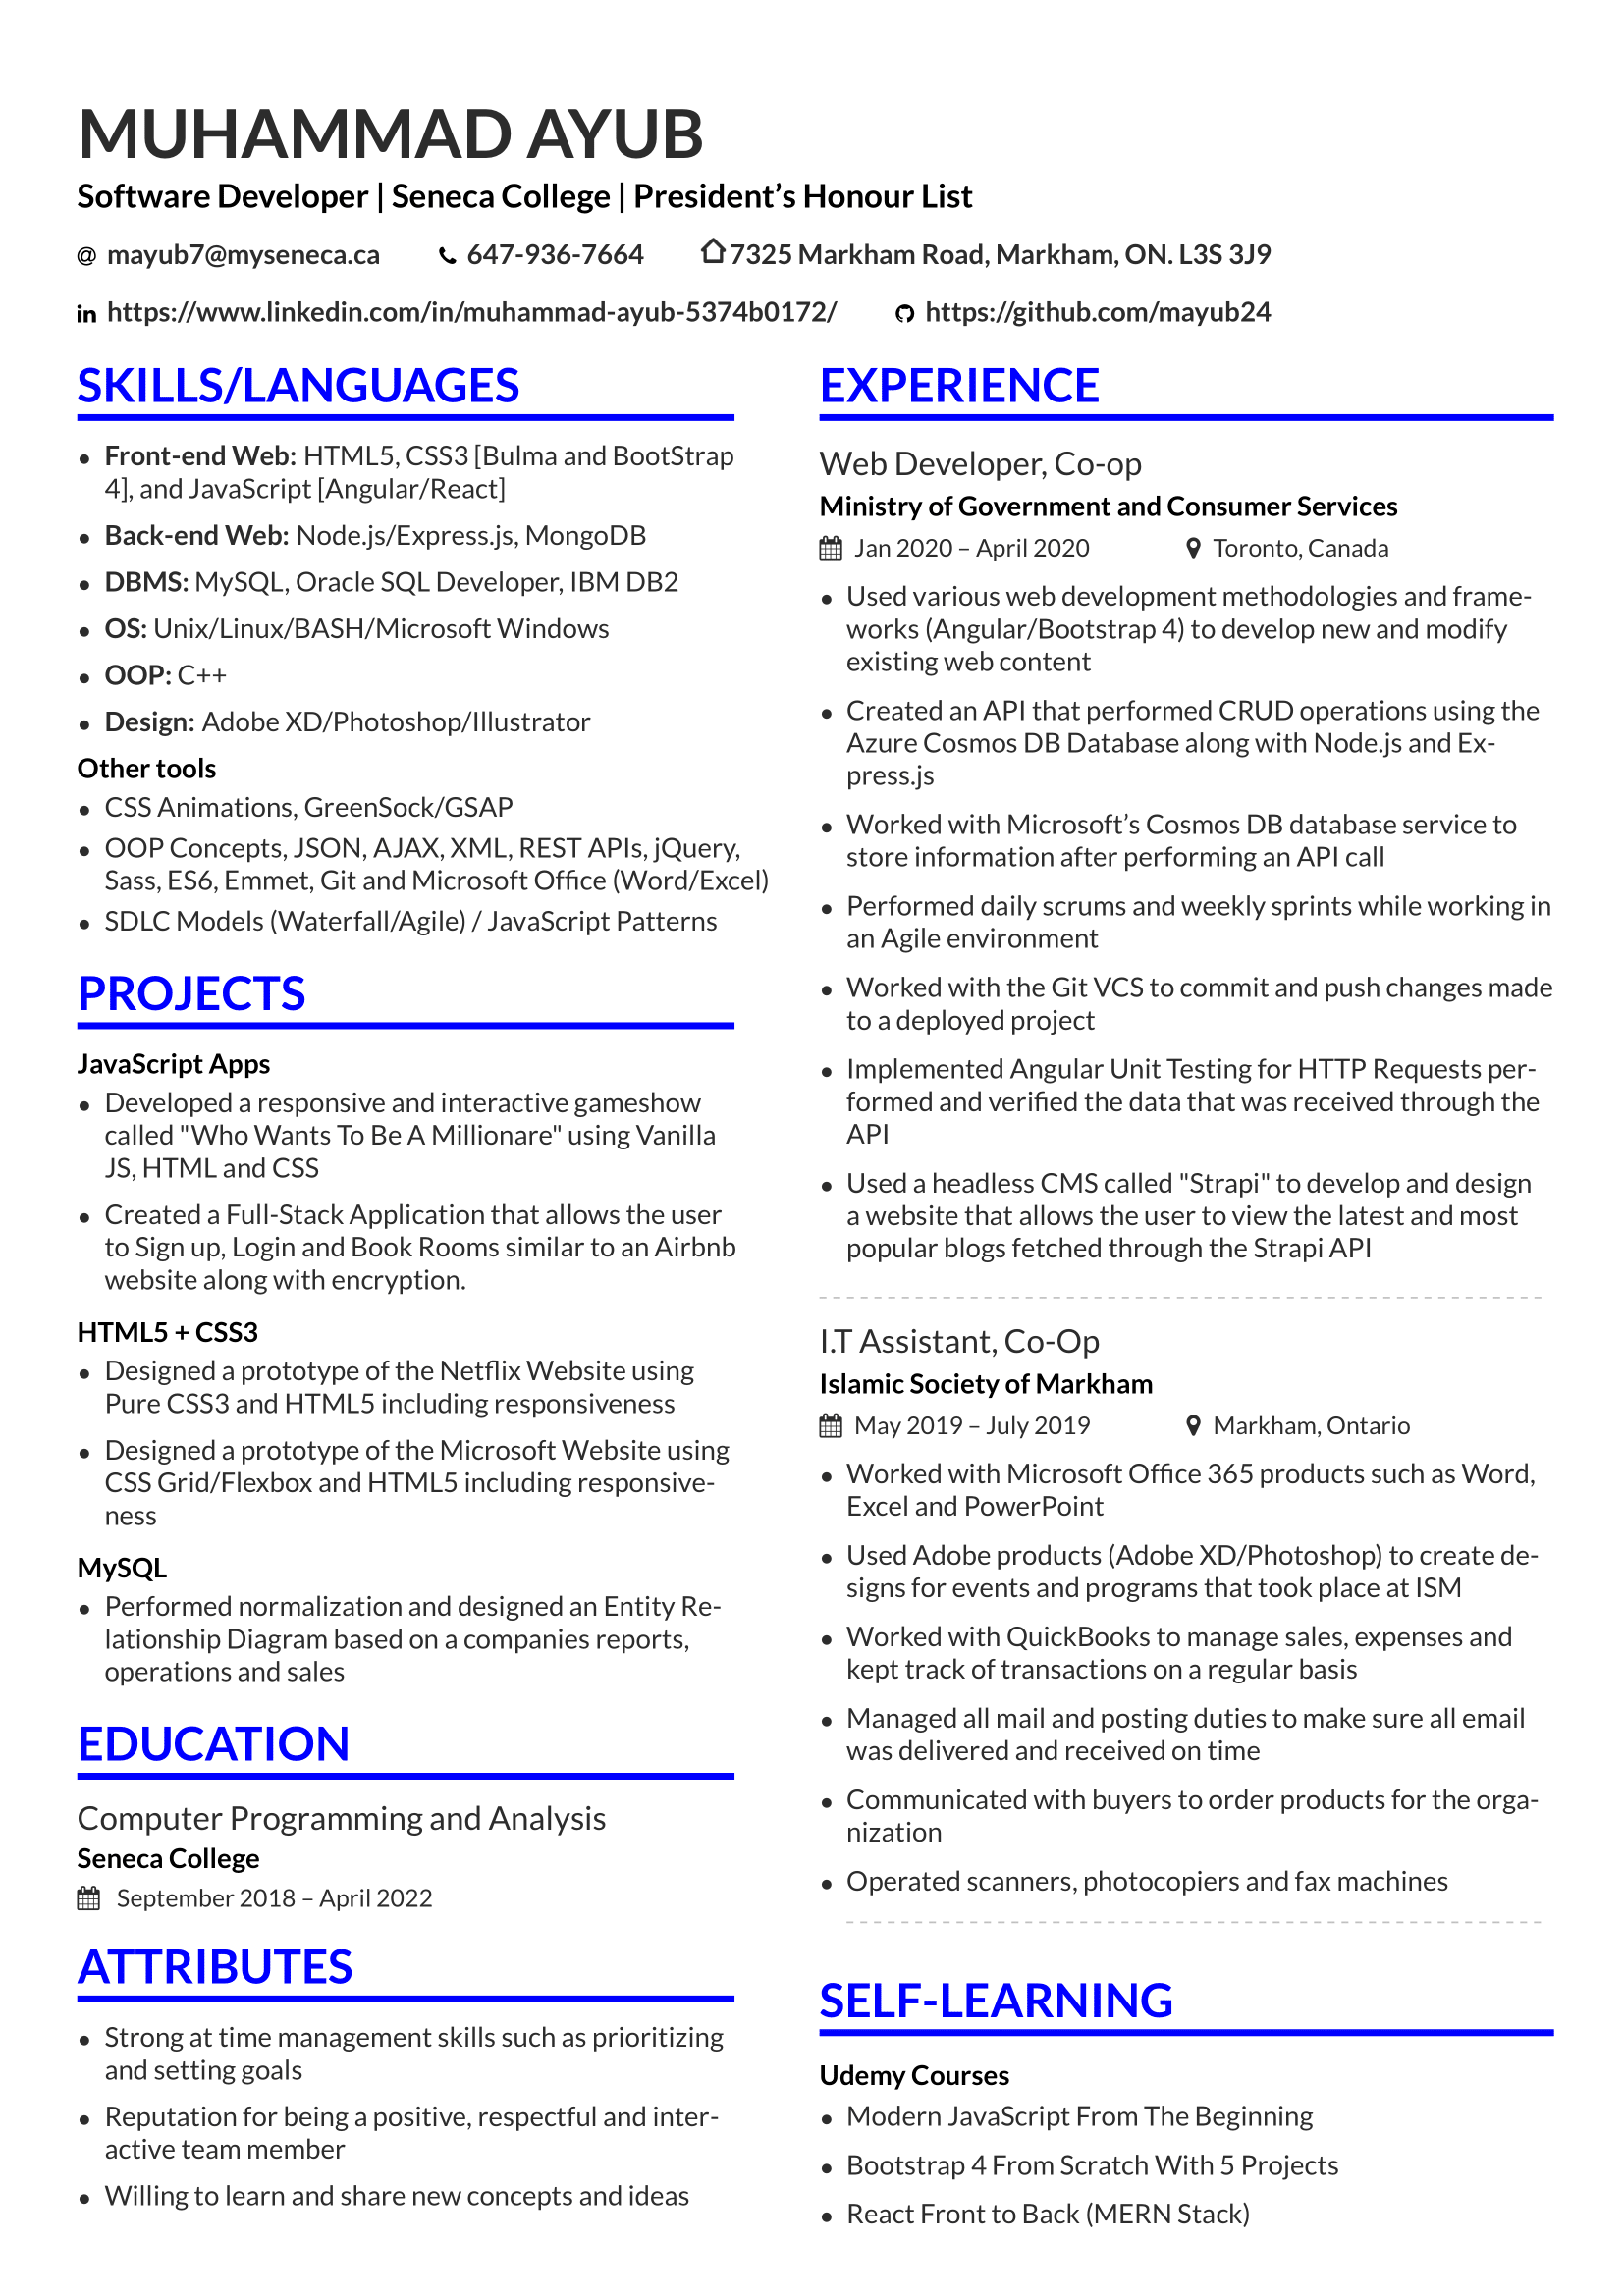 MUHAMMAD AYUB
Software Developer | Seneca College | President’s Honour List
mayub7@myseneca.ca 647-936-7664 7325 Markham Road, Markham, ON. L3S 3J9
https://www.linkedin.com/in/muhammad-ayub-5374b0172/ https://github.com/mayub24
SKILLS/LANGUAGES
• Front-end Web: HTML5, CSS3 [Bulma and BootStrap
4], and JavaScript [Angular/React]
• Back-end Web: Node.js/Express.js, MongoDB
• DBMS: MySQL, Oracle SQL Developer, IBM DB2
• OS: Unix/Linux/BASH/Microsoft Windows
• OOP: C++
• Design: Adobe XD/Photoshop/Illustrator
Other tools
• CSS Animations, GreenSock/GSAP
• OOP Concepts, JSON, AJAX, XML, REST APIs, jQuery,
Sass, ES6, Emmet, Git and Microsoft Office (Word/Excel)
• SDLC Models (Waterfall/Agile) / JavaScript Patterns
PROJECTS
JavaScript Apps
• Developed a responsive and interactive gameshow
called "Who Wants To Be A Millionare" using Vanilla
JS, HTML and CSS
• Created a Full-Stack Application that allows the user
to Sign up, Login and Book Rooms similar to an Airbnb
website along with encryption.
HTML5 + CSS3
• Designed a prototype of the Netflix Website using
Pure CSS3 and HTML5 including responsiveness
• Designed a prototype of the Microsoft Website using
CSS Grid/Flexbox and HTML5 including responsive-
ness
MySQL
• Performed normalization and designed an Entity Re-
lationship Diagram based on a companies reports,
operations and sales
EDUCATION
Computer Programming and Analysis
Seneca College
September 2018 – April 2022
ATTRIBUTES
• Strong at time management skills such as prioritizing
and setting goals
• Reputation for being a positive, respectful and inter-
active team member
• Willing to learn and share new concepts and ideas
EXPERIENCE
Web Developer, Co-op
Ministry of Government and Consumer Services
Jan 2020 – April 2020 Toronto, Canada
• Used various web development methodologies and frame-
works (Angular/Bootstrap 4) to develop new and modify
existing web content
• Created an API that performed CRUD operations using the
Azure Cosmos DB Database along with Node.js and Ex-
press.js
• Worked with Microsoft’s Cosmos DB database service to
store information after performing an API call
• Performed daily scrums and weekly sprints while working in
an Agile environment
• Worked with the Git VCS to commit and push changes made
to a deployed project
• Implemented Angular Unit Testing for HTTP Requests per-
formed and verified the data that was received through the
API
• Used a headless CMS called "Strapi" to develop and design
a website that allows the user to view the latest and most
popular blogs fetched through the Strapi API
I.T Assistant, Co-Op
Islamic Society of Markham
May 2019 – July 2019 Markham, Ontario
• Worked with Microsoft Office 365 products such as Word,
Excel and PowerPoint
• Used Adobe products (Adobe XD/Photoshop) to create de-
signs for events and programs that took place at ISM
• Worked with QuickBooks to manage sales, expenses and
kept track of transactions on a regular basis
• Managed all mail and posting duties to make sure all email
was delivered and received on time
• Communicated with buyers to order products for the orga-
nization
• Operated scanners, photocopiers and fax machines
SELF-LEARNING
Udemy Courses
• Modern JavaScript From The Beginning
• Bootstrap 4 From Scratch With 5 Projects
• React Front to Back (MERN Stack)